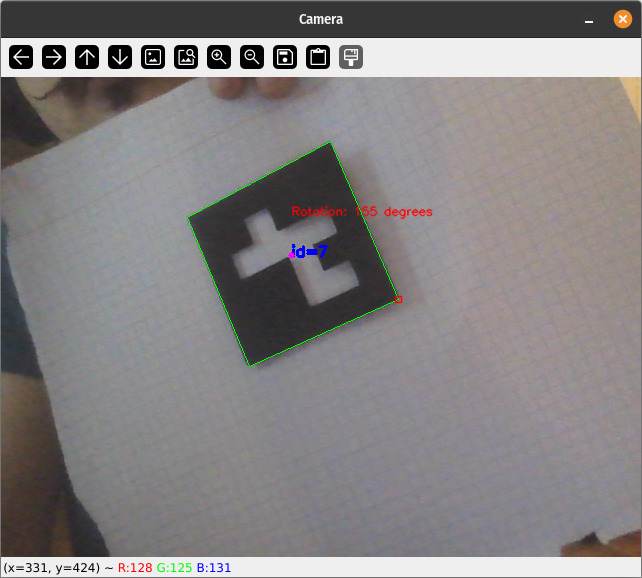 Camera
Rotation: 155 degrees
id=7
(x=331, y=424) ~ R:128 G:125 B:131